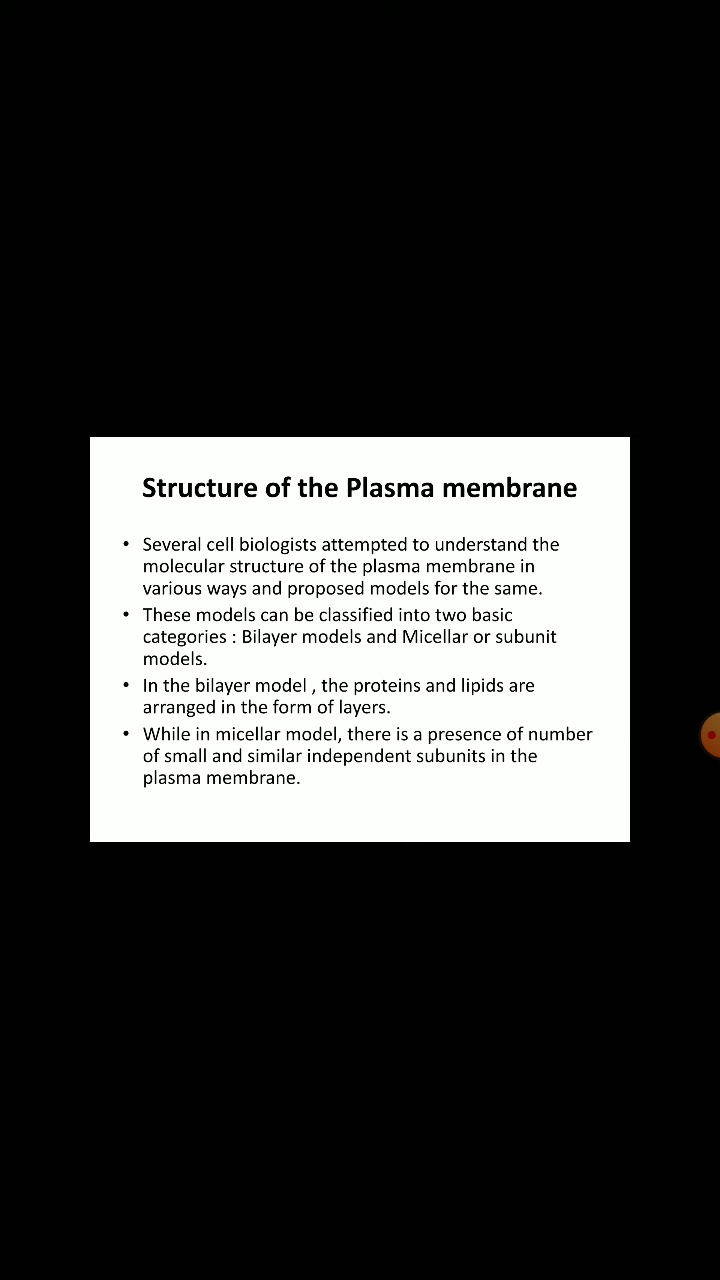 Structure of the Plasma membrane
• Several cell biologists attempted to understand the
molecular structure of the plasma membrane in
various ways and proposed models for the same.
• These models can be classified into two basic
categories : Bilayer models and Micellar or subunit
models.
• In the bilayer model , the proteins and lipids are
arranged in the form of layers.
• While in micellar model, there is a presence of number
of small and similar independent subunits in the
plasma membrane.